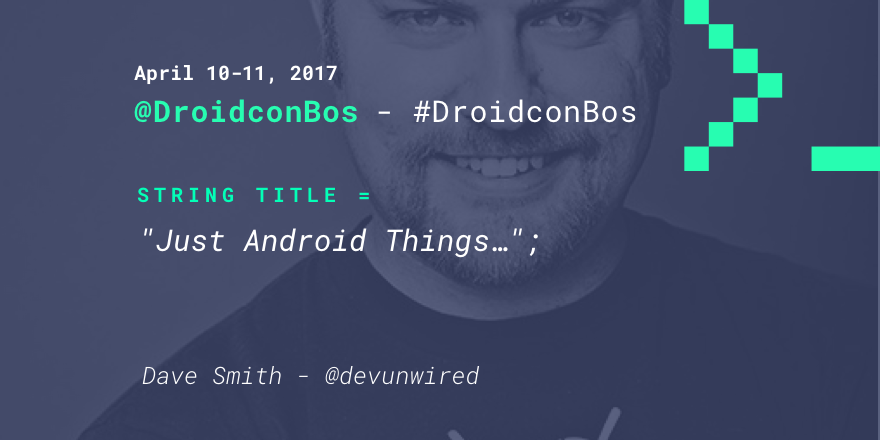 April 10-11, 2017
@DroidconBos - #DroidconBos
STRING TITLE =
"Just Android Things…";
Dave Smith - @devunwired